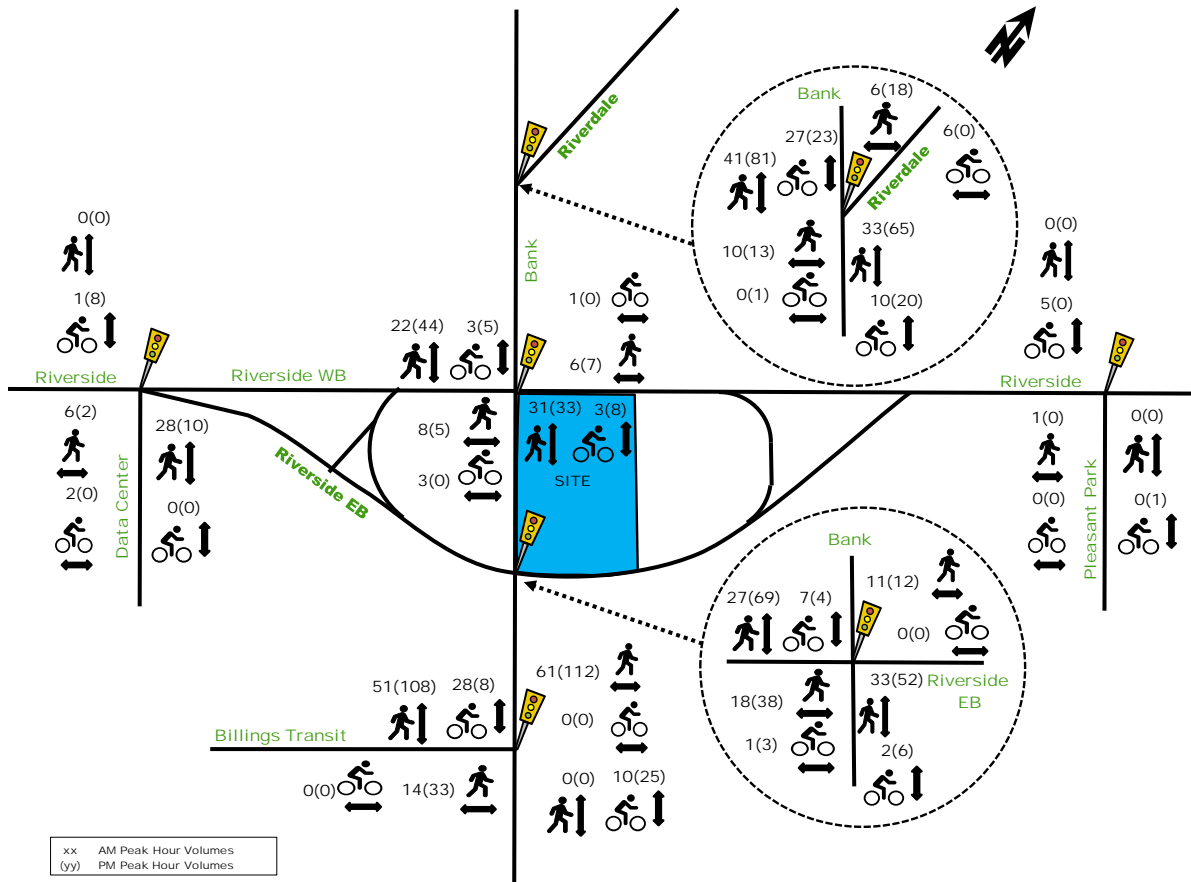 6(18)
Bank
27(23)
6(0)
41(81)
Riverdale
Riverdale
33(65)
10(13)
0(1)
10(20)
0(0)
1(8)
Bank
0(0)
5(0)
1(0)
22(44)
3(5)
6(7)
Riverside
Riverside WB
Riverside
6(2)
28(10)
8(5)
31(33)
3(8)
1(0)
0(0)
Riverside EB
3(0)
SITE
2(0)
0(0)
Data Center
0(0)
0(1)
Pleasant Park
Bank
11(12)
27(69)
7(4)
0(0)
Riverside
EB
33(52)
18(38)
1(3)
2(6)
61(112)
51(108)
28(8)
0(0)
Billings Transit
0(0)
14(33)
0(0)
10(25)
xx AM Peak Hour Volumes
(yy) PM Peak Hour Volumes